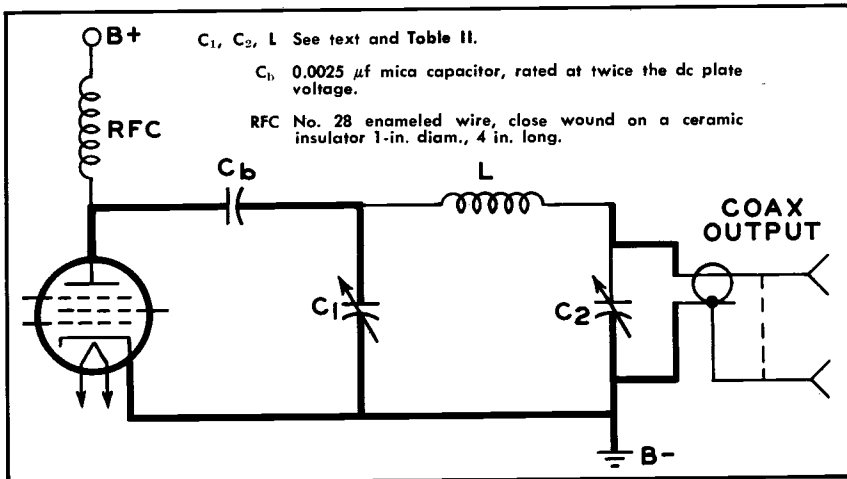 B+
C1, C2, L See text and Table II.
Cb 0.0025 μf mica capacitor, rated at twice the dc plate
voltage.
RFC No. 28 enameled wire, close wound on a ceramic
insulator 1-in. diam., 4 in. long.
RFC
Cb
L
COAX
OUTPUT
C1
C2
B-